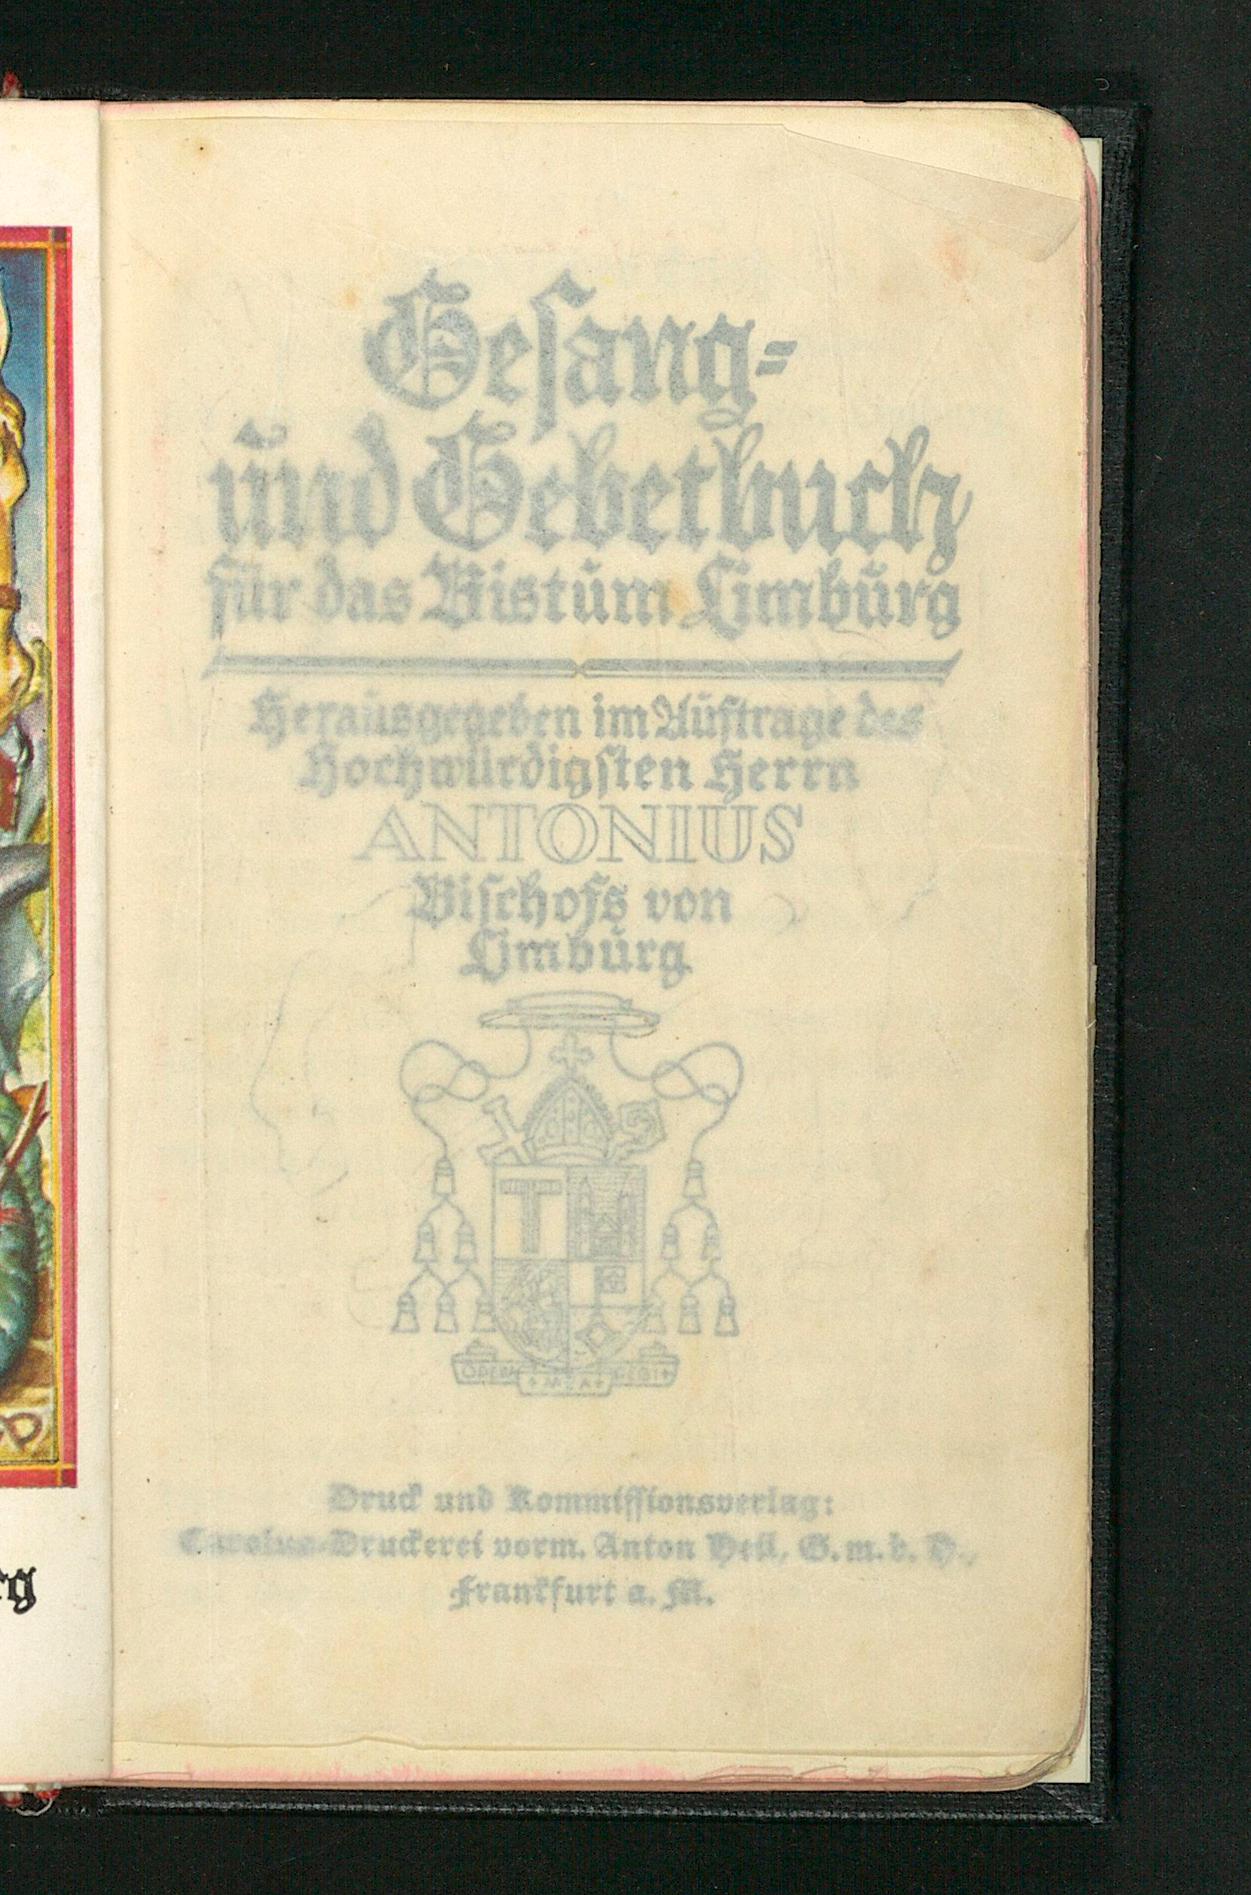 Gesang-
und Gebetbuch
für das Bistum Limburg
Herausgegeben im Auftrage des
Hochwürdigsten Herrn
ANTONIUS
Bischofs von
Limburg
Druck und Kommissionsverlag:
Carolus-Druckerei vorm. Anton Heil, G. m. b. H.,
Frankfurt a. M.
rg